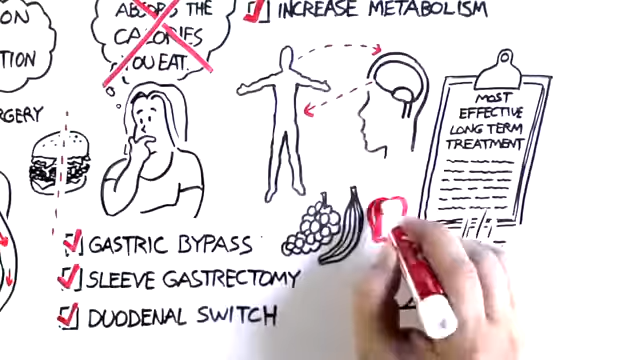 ON
TION
RGERY
ABSORB THE
CALORIES
YOU EAT.
INCREASE METABOLISM
MOST
EFFECTIVE
LONG TERM
TREATMENT
GASTRIC BYPASS
SLEEVE GASTRECTOMY
DUODENAL SWITCH